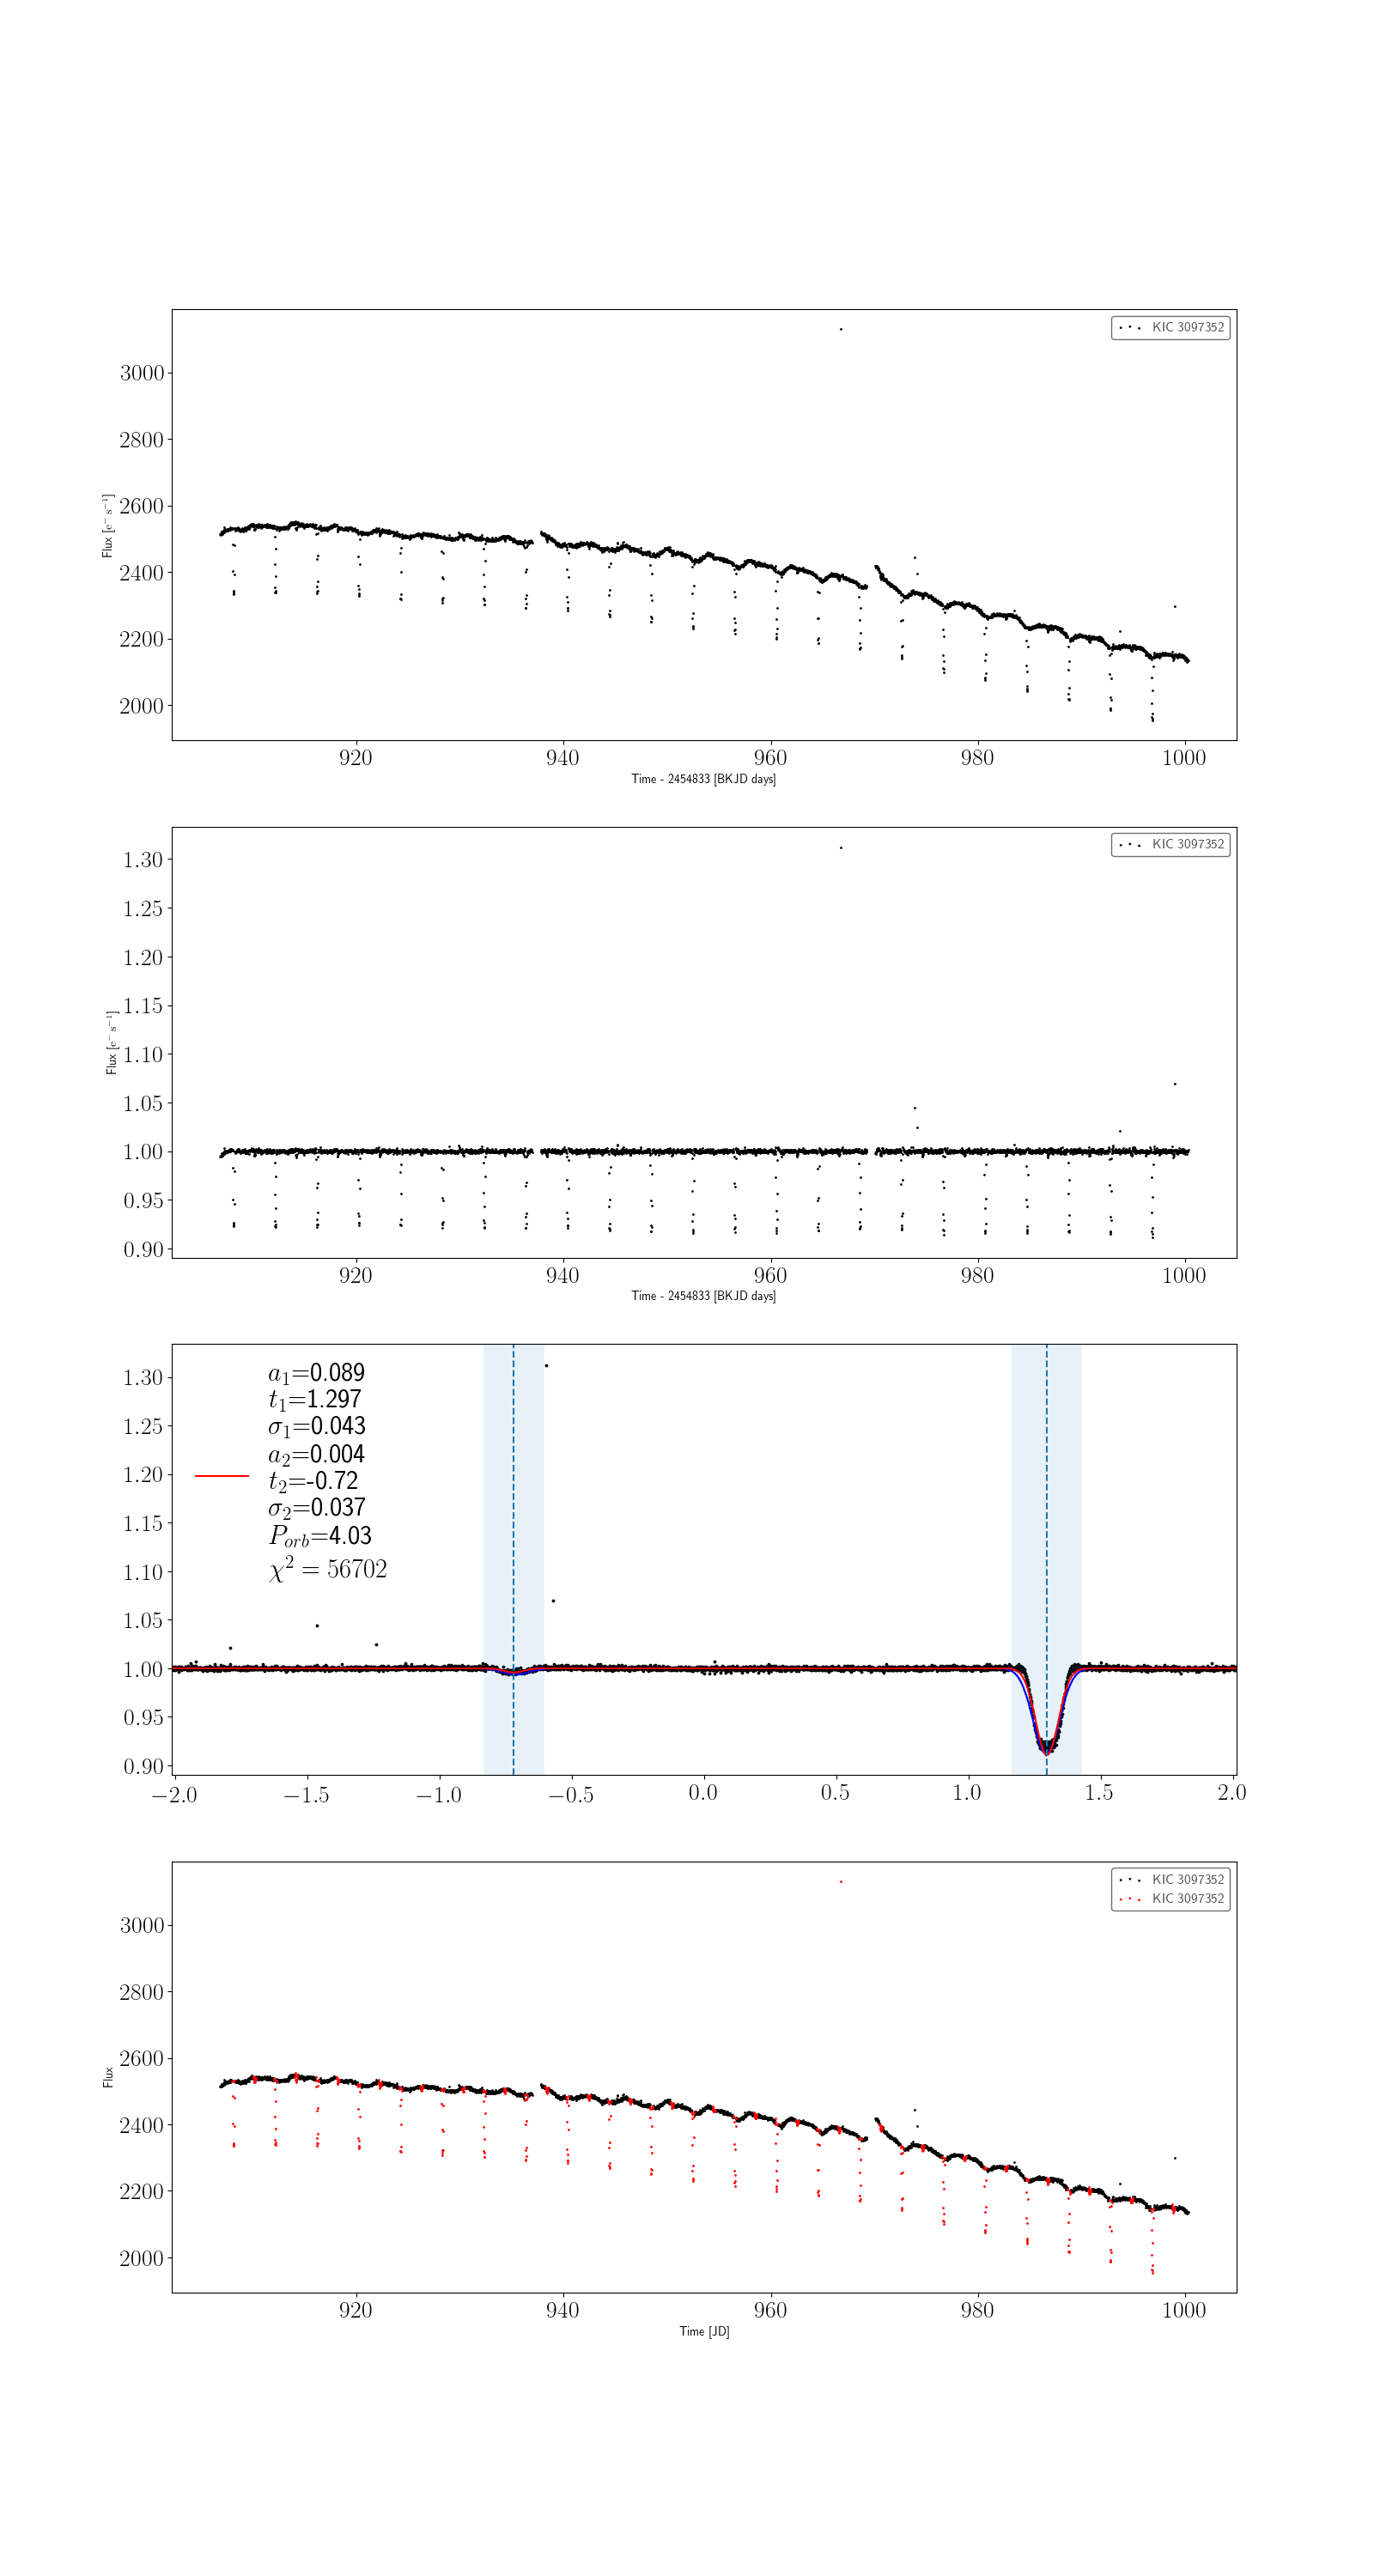 KIC 3097352
3000
2800
2600
2400
2200
2000
Flux [e⁻ s⁻¹]
920 940 960 980 1000
Time - 2454833 [BKJD days]
KIC 3097352
1.30
1.25
1.20
1.15
1.10
1.05
1.00
0.95
0.90
Flux [e⁻ s⁻¹]
920 940 960 980 1000
Time - 2454833 [BKJD days]
1.30
1.25
1.20
1.15
1.10
1.05
1.00
0.95
0.90
a₁=0.089
t₁=1.297
σ₁=0.043
a₂=0.004
t₂=-0.72
σ₂=0.037
Pₒᵣb=4.03
χ² = 56702
−2.0 −1.5 −1.0 −0.5 0.0 0.5 1.0 1.5 2.0
KIC 3097352
KIC 3097352
3000
2800
2600
2400
2200
2000
Flux
920 940 960 980 1000
Time [JD]